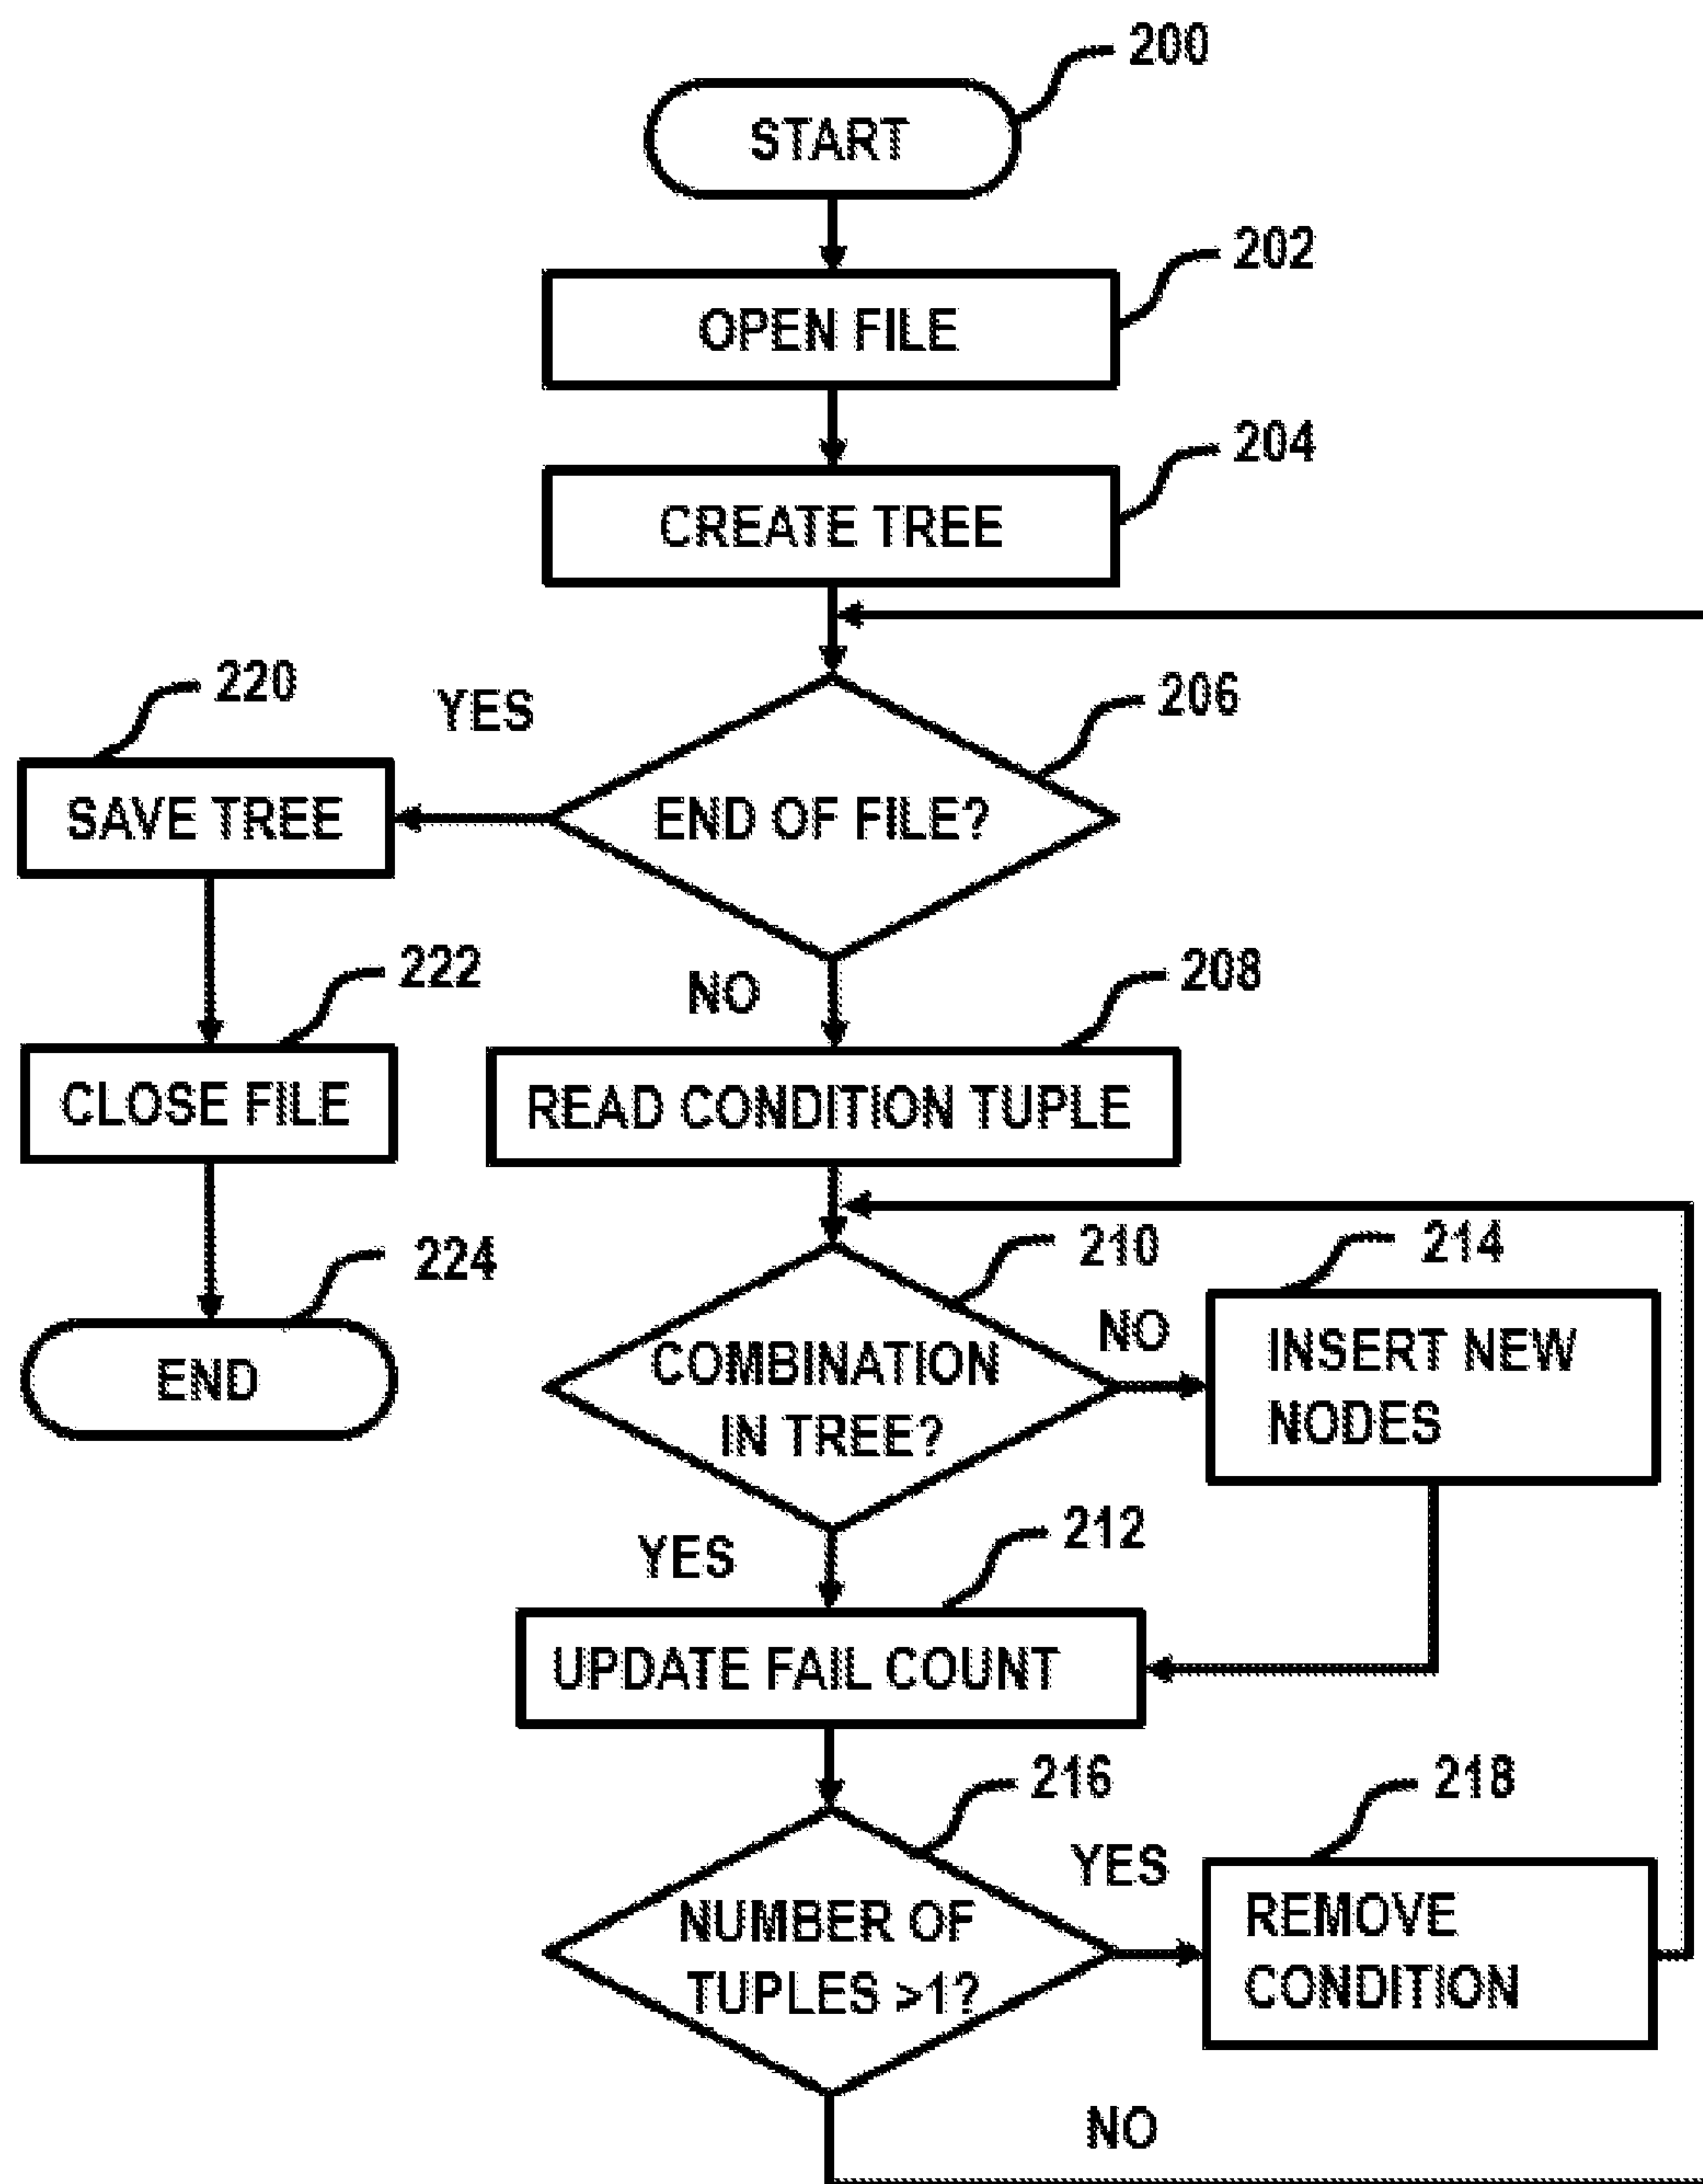 200
START
202
OPEN FILE
204
CREATE TREE
220
YES
206
SAVE TREE
END OF FILE?
222
NO
208
CLOSE FILE
READ CONDITION TUPLE
224
210
214
END
NO
COMBINATION
IN TREE?
INSERT NEW
NODES
YES
212
UPDATE FAIL COUNT
216
218
YES
NUMBER OF
TUPLES >1?
REMOVE
CONDITION
NO